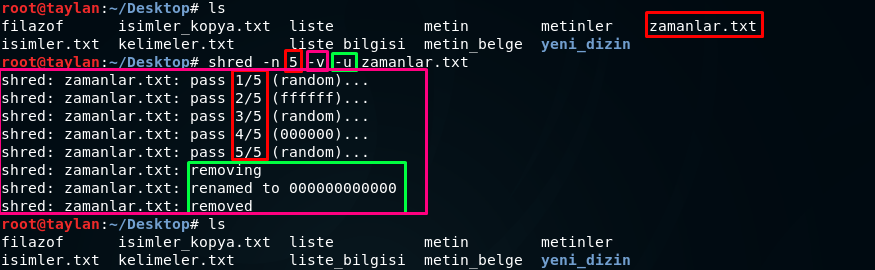 root@taylan:~/Desktop# ls
filazof isimler_kopya.txt liste metin metinler zamanlar.txt
isimler.txt kelimeler.txt liste_bilgisi metin_belge yeni_dizin
root@taylan:~/Desktop# shred -n 5 -v -u zamanlar.txt
shred: zamanlar.txt: pass 1/5 (random)...
shred: zamanlar.txt: pass 2/5 (ffffff)...
shred: zamanlar.txt: pass 3/5 (random)...
shred: zamanlar.txt: pass 4/5 (000000)...
shred: zamanlar.txt: pass 5/5 (random)...
shred: zamanlar.txt: removing
shred: zamanlar.txt: renamed to 000000000000
shred: zamanlar.txt: removed
root@taylan:~/Desktop# ls
filazof isimler_kopya.txt liste metin metinler
isimler.txt kelimeler.txt liste_bilgisi metin_belge yeni_dizin